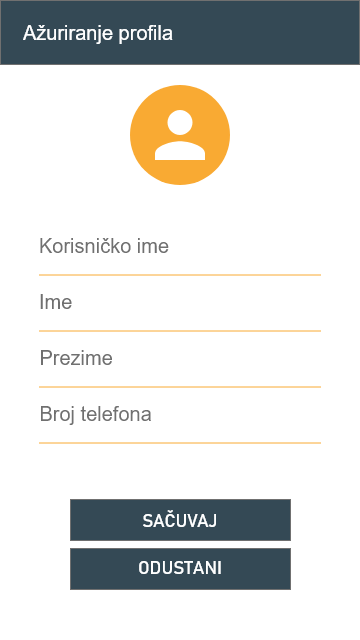 Ažuriranje profila
Korisničko ime
Ime
Prezime
Broj telefona
SAČUVAJ
ODUSTANI